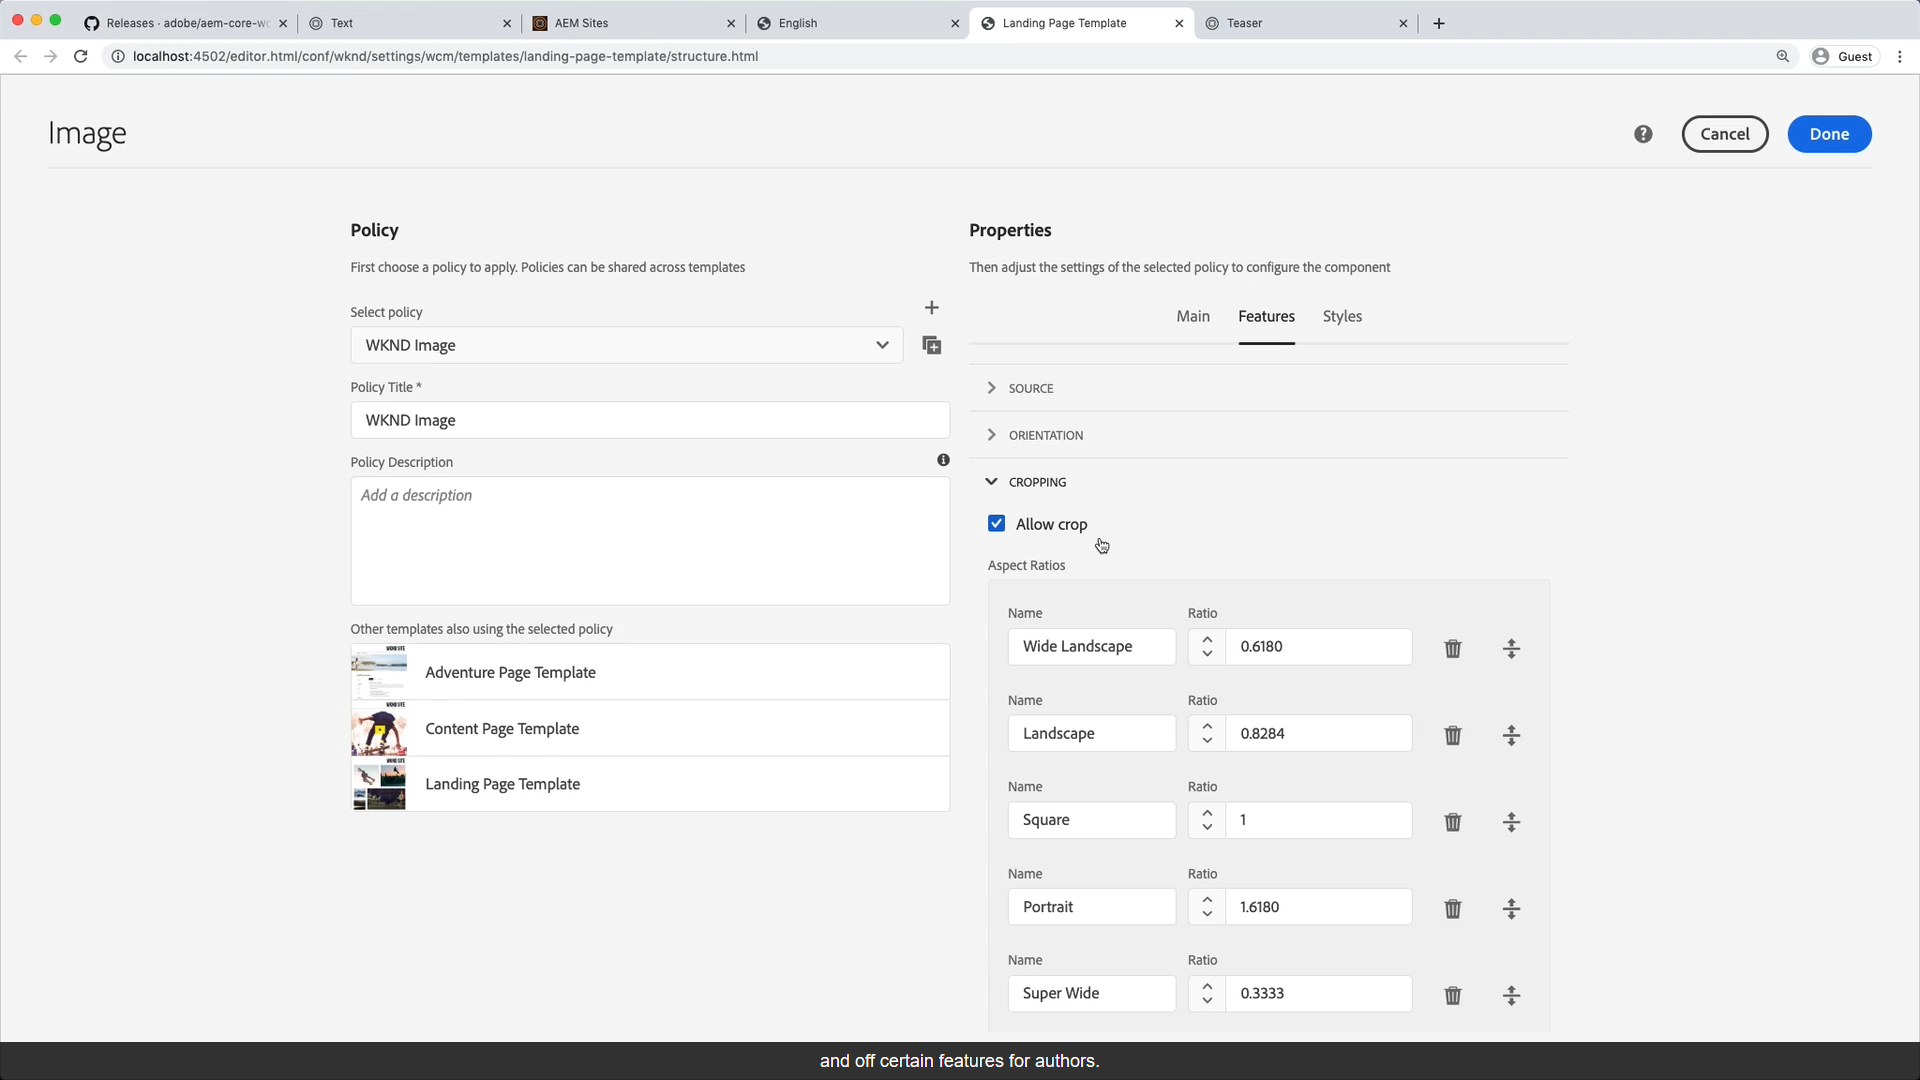 Releases · adobe/aem-core-wc
Text
AEM Sites
English
Landing Page Template
Teaser
localhost:4502/editor.html/conf/wknd/settings/wcm/templates/landing-page-template/structure.html
Guest
Image
Cancel
Done
Policy
First choose a policy to apply. Policies can be shared across templates
Select policy
WKND Image
Policy Title *
WKND Image
Policy Description
Add a description
Other templates also using the selected policy
Adventure Page Template
Content Page Template
Landing Page Template
Properties
Then adjust the settings of the selected policy to configure the component
Main Features Styles
SOURCE
ORIENTATION
CROPPING
Allow crop
Aspect Ratios
Name Ratio
Wide Landscape 0.6180
Name Ratio
Landscape 0.8284
Name Ratio
Square 1
Name Ratio
Portrait 1.6180
Name Ratio
Super Wide 0.3333
and off certain features for authors.